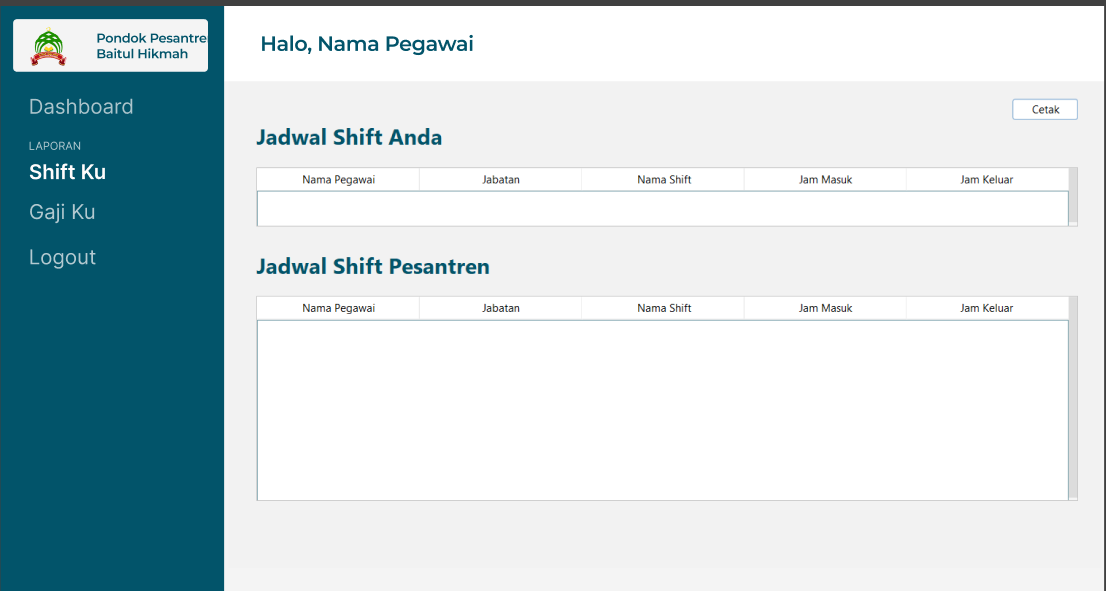 Pondok Pesantre
Baitul Hikmah
Halo, Nama Pegawai
Dashboard
LAPORAN
Shift Ku
Gaji Ku
Logout
Cetak
Jadwal Shift Anda
Nama Pegawai Jabatan Nama Shift Jam Masuk Jam Keluar
Jadwal Shift Pesantren
Nama Pegawai Jabatan Nama Shift Jam Masuk Jam Keluar